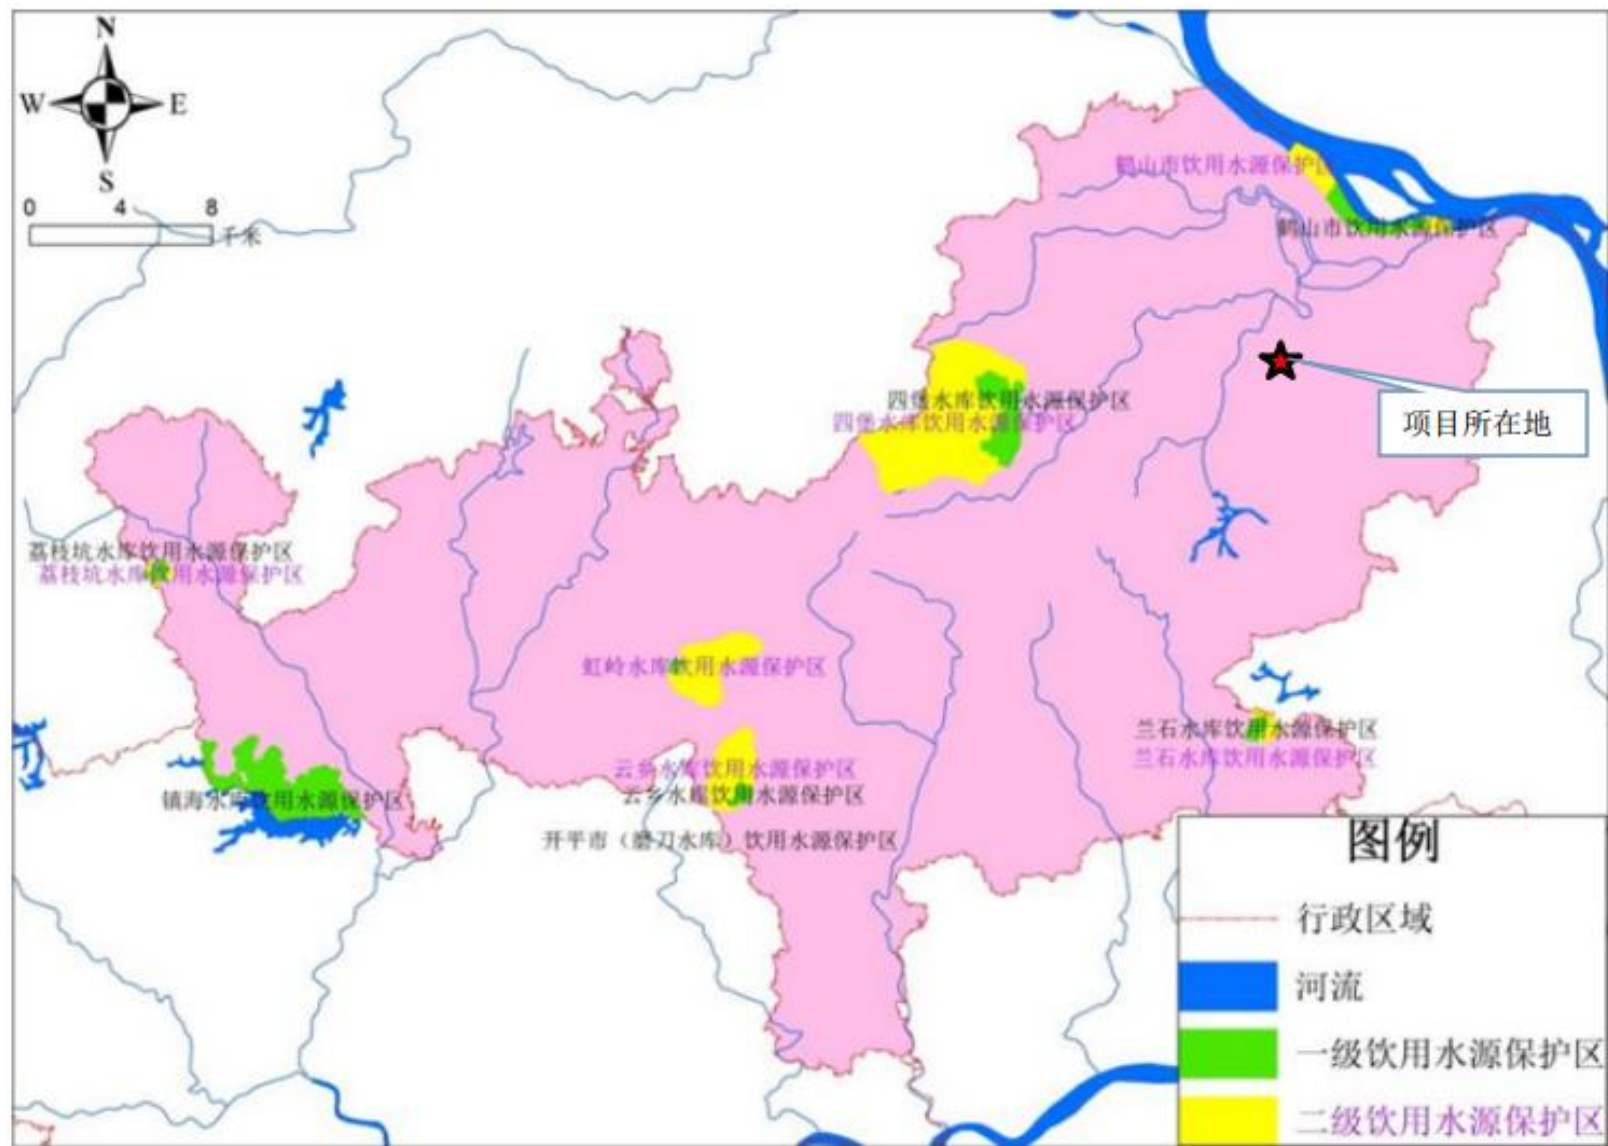 N
W E
S
0 4 8
千米
鹤山市饮用水源保护区
鹤山市饮用水源保护区
四堡水库饮用水源保护区
四堡水库饮用水源保护区
项目所在地
荔枝坑水库饮用水源保护区
荔枝坑水库饮用水源保护区
虹岭水库饮用水源保护区
兰石水库饮用水源保护区
兰石水库饮用水源保护区
云乡水库饮用水源保护区
云乡水库饮用水源保护区
镇海水库饮用水源保护区
开平市（磨刀水库）饮用水源保护区
图例
行政区域
河流
一级饮用水源保护区
二级饮用水源保护区